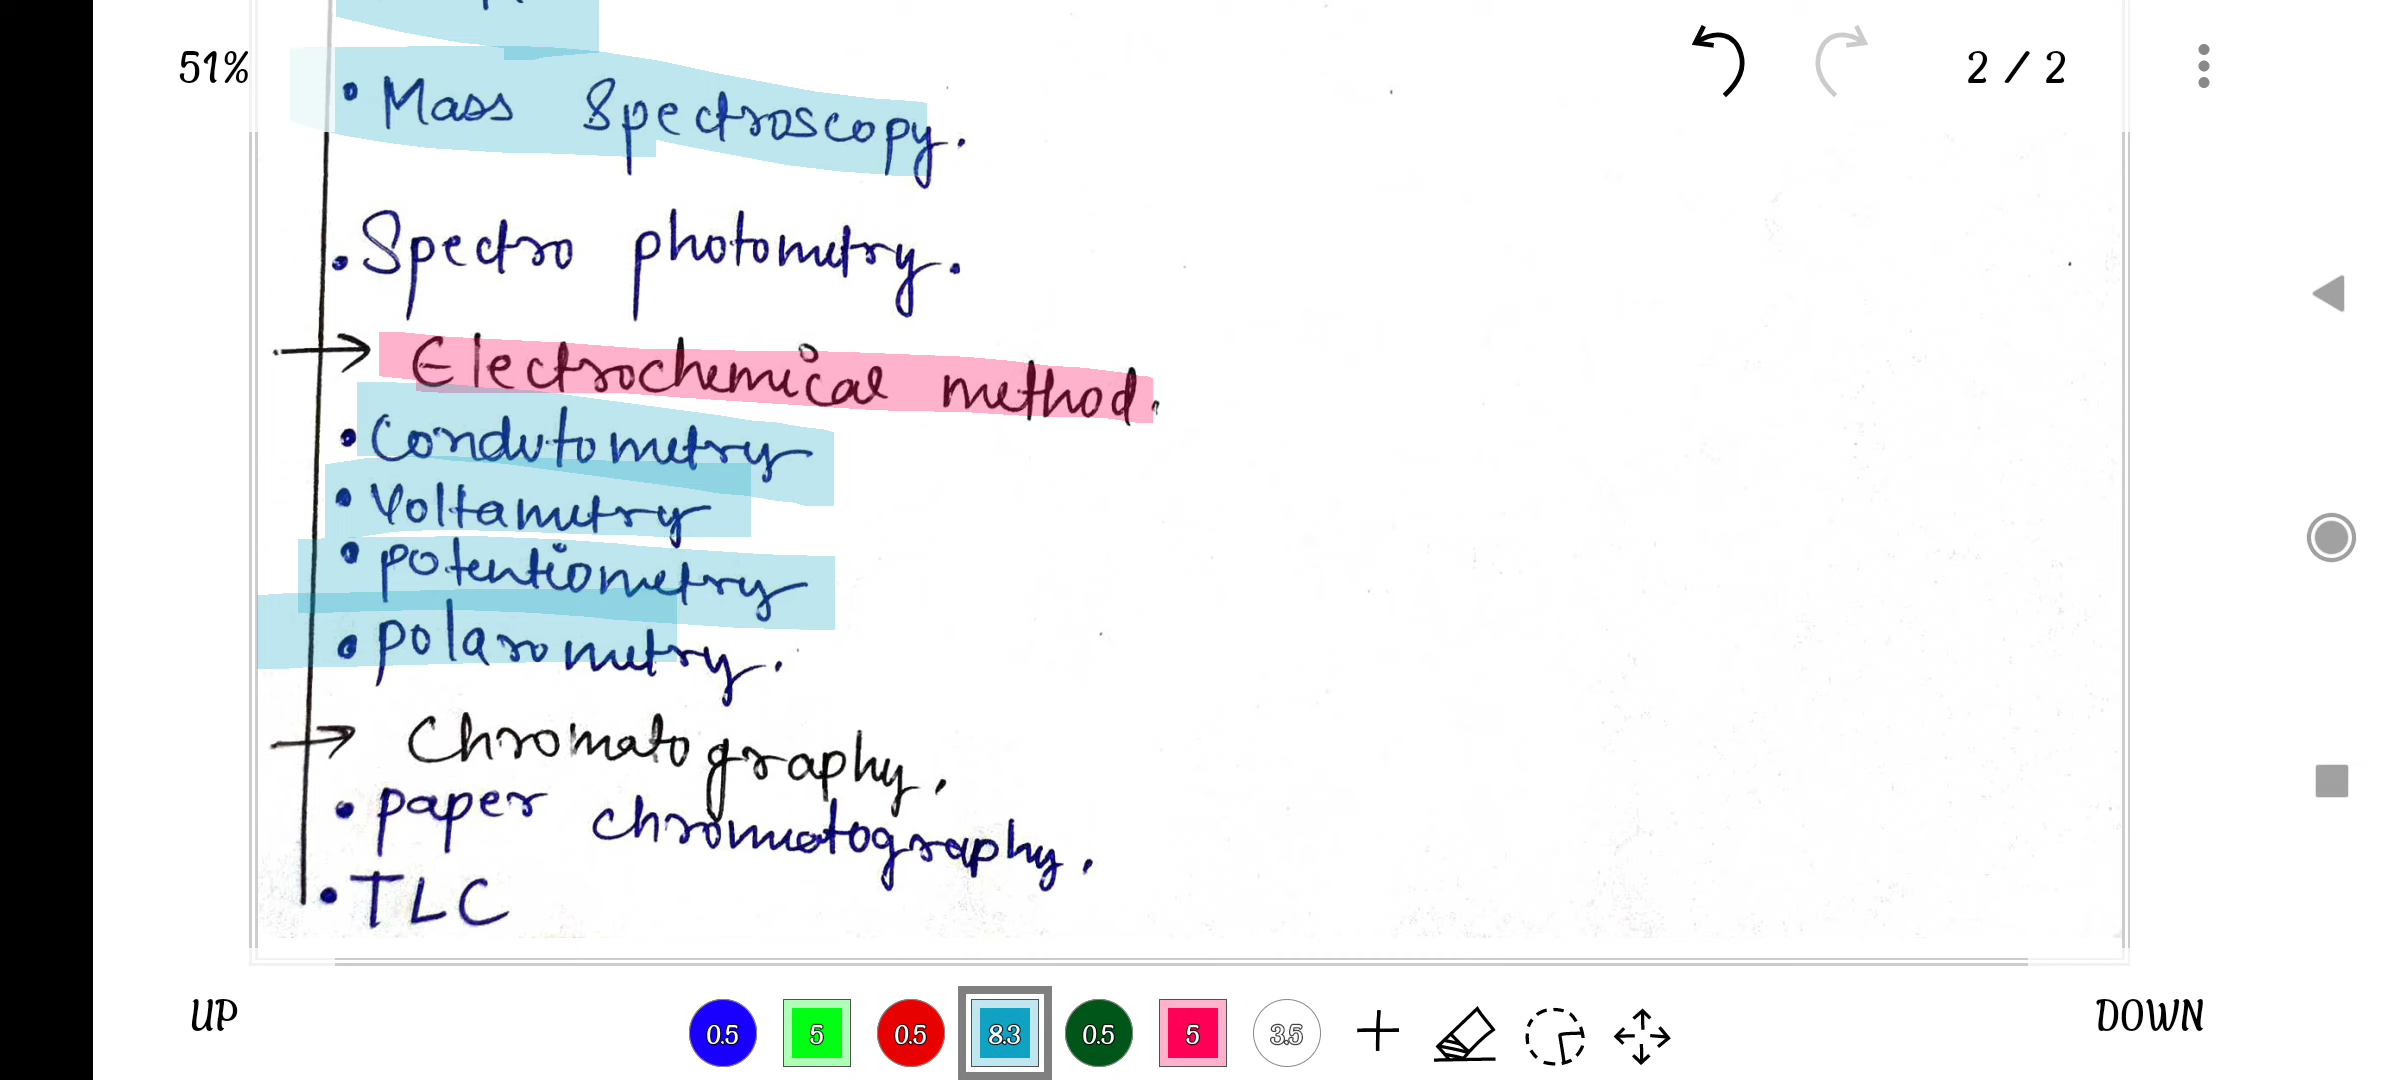 51%
2 / 2
• Mass Spectroscopy.
• Spectro photometry.
→ Electrochemical method.
• Condutometry
• Voltametry
• potentiometry
• polarometry.
→ Chromatography.
• paper chromatography.
• TLC
UP
DOWN
0.5 5 0.5 8.3 0.5 5 3.5